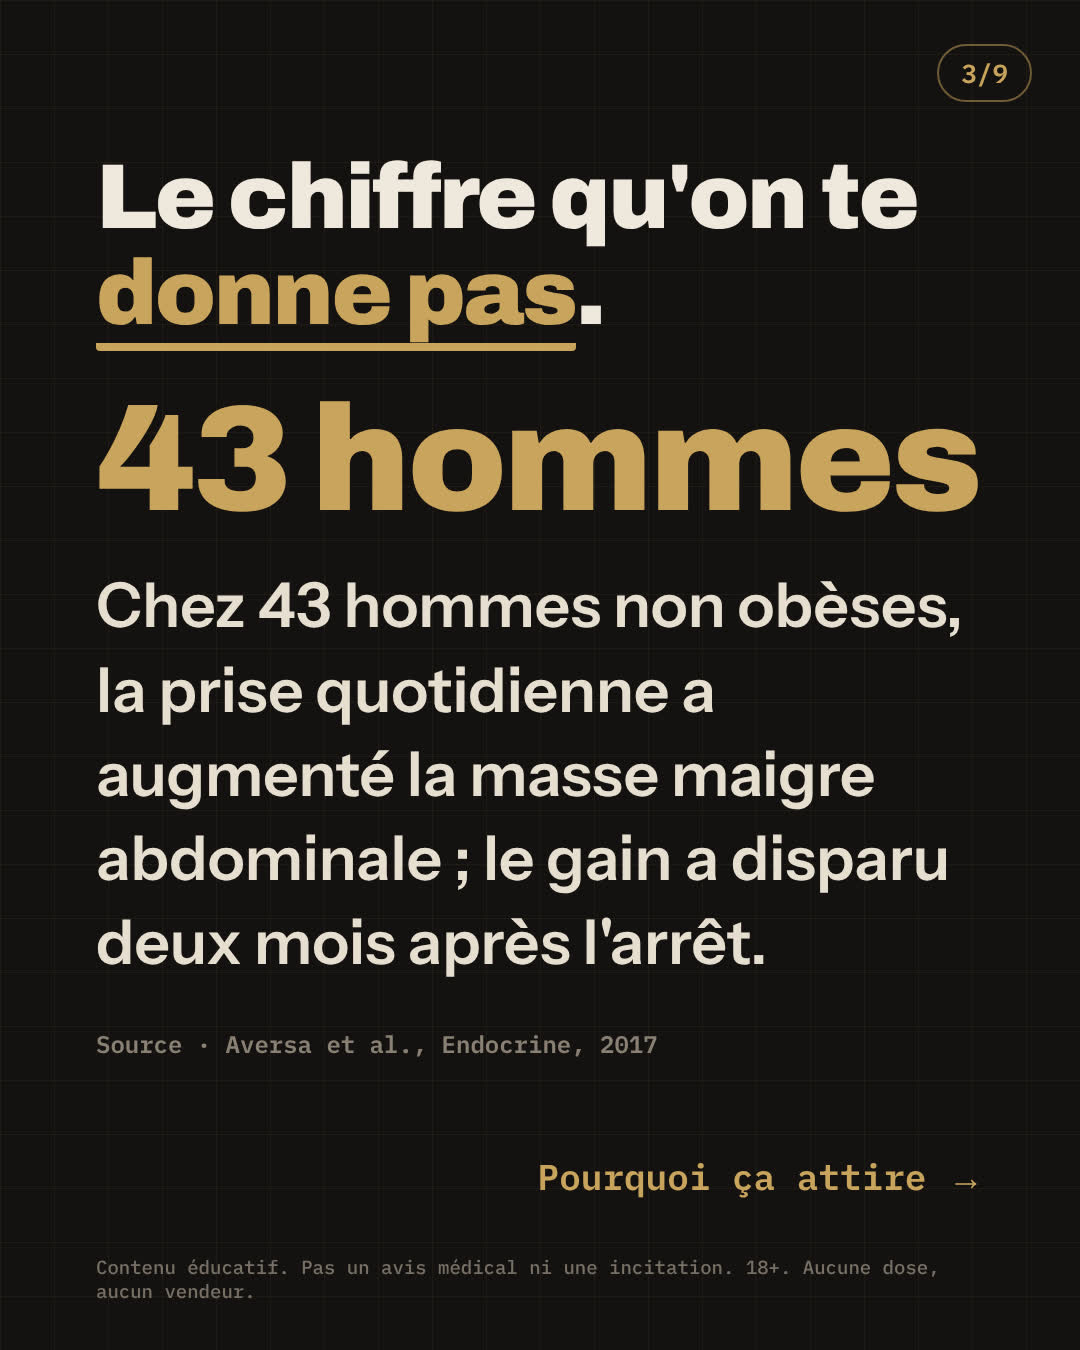 3/9
Le chiffre qu'on te
donne pas.
43 hommes
Chez 43 hommes non obèses,
la prise quotidienne a
augmenté la masse maigre
abdominale ; le gain a disparu
deux mois après l'arrêt.
Source · Aversa et al., Endocrine, 2017
Pourquoi ça attire →
Contenu éducatif. Pas un avis médical ni une incitation. 18+. Aucune dose,
aucun vendeur.